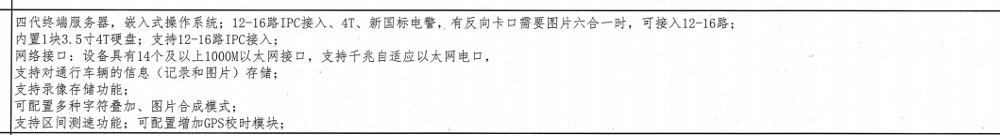 四代终端服务器，嵌入式操作系统；12-16路IPC接入、4T、新国标电警，有反向卡口需要图片六合一时，可接入12-16路；
内置1块3.5寸4T硬盘；支持12-16路IPC接入；
网络接口：设备具有14个及以上1000M以太网接口，支持千兆自适应以太网电口，
支持对通行车辆的信息（记录和图片）存储；
支持录像存储功能；
可配置多种字符叠加、图片合成模式；
支持区间测速功能；可配置增加GPS校时模块；